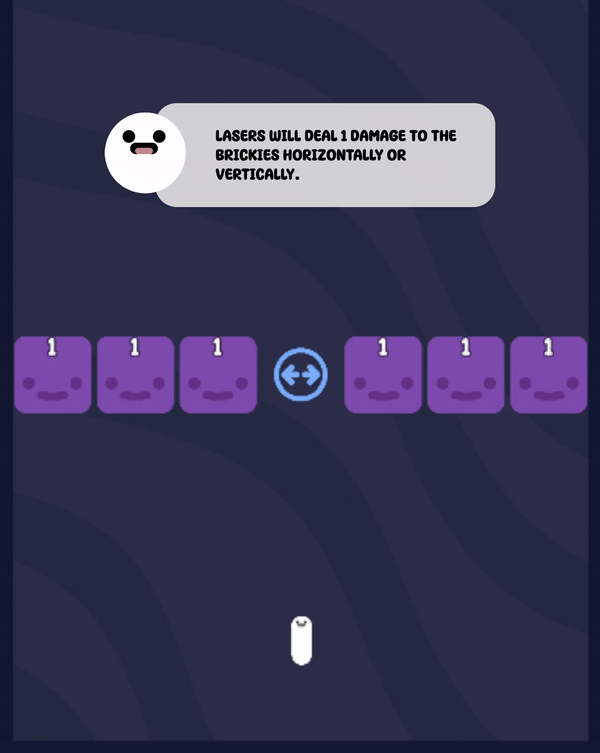 LASERS WILL DEAL 1 DAMAGE TO THE
BRICKIES HORIZONTALLY OR
VERTICALLY.
1 1 1 1 1 1